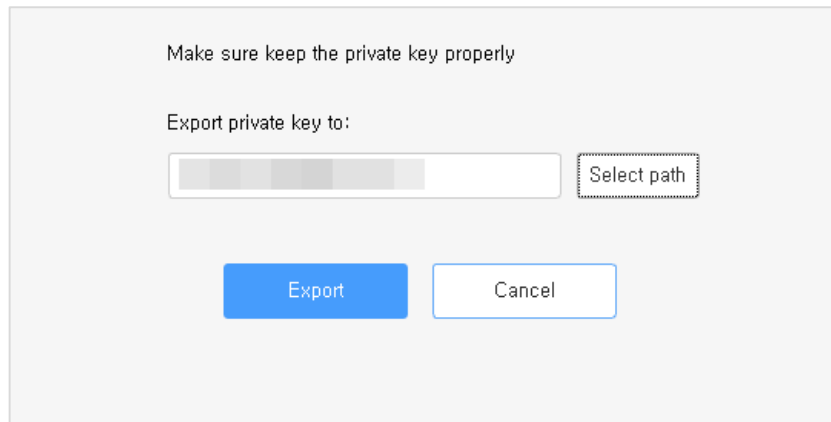 Make sure keep the private key properly
Export private key to:
Select path
Export
Cancel